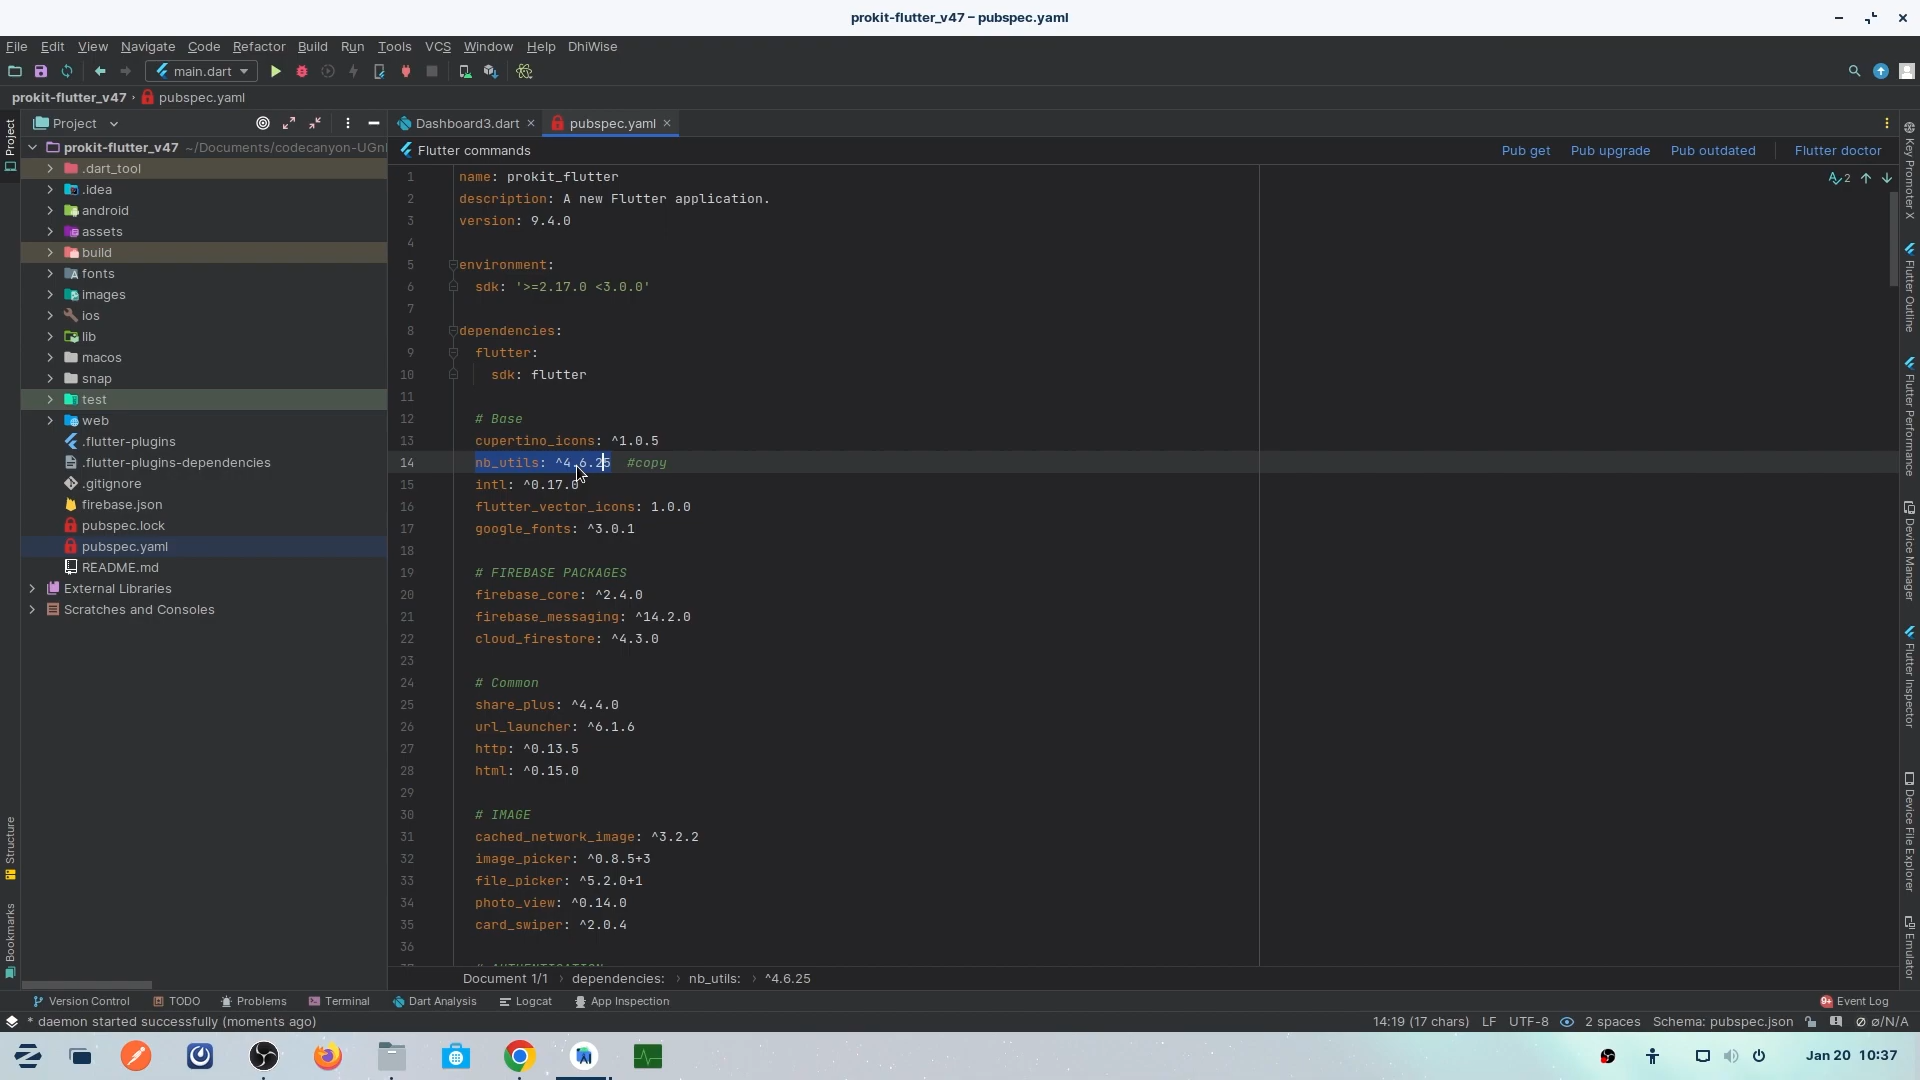 prokit-flutter_v47 – pubspec.yaml
File Edit View Navigate Code Refactor Build Run Tools VCS Window Help DhiWise
main.dart
prokit-flutter_v47 › pubspec.yaml
Project
Dashboard3.dart
pubspec.yaml
prokit-flutter_v47 ~/Documents/codecanyon-UGn
.dart_tool
.idea
android
assets
build
fonts
images
ios
lib
macos
snap
test
web
.flutter-plugins
.flutter-plugins-dependencies
.gitignore
firebase.json
pubspec.lock
pubspec.yaml
README.md
External Libraries
Scratches and Consoles
Project
Structure
Bookmarks
Flutter commands
Pub get Pub upgrade Pub outdated Flutter doctor
2
1 name: prokit_flutter
2 description: A new Flutter application.
3 version: 9.4.0
4
5 environment:
6 sdk: '>=2.17.0 <3.0.0'
7
8 dependencies:
9 flutter:
10 sdk: flutter
11
12 # Base
13 cupertino_icons: ^1.0.5
14 nb_utils: ^4.6.25 #copy
15 intl: ^0.17.0
16 flutter_vector_icons: 1.0.0
17 google_fonts: ^3.0.1
18
19 # FIREBASE PACKAGES
20 firebase_core: ^2.4.0
21 firebase_messaging: ^14.2.0
22 cloud_firestore: ^4.3.0
23
24 # Common
25 share_plus: ^4.4.0
26 url_launcher: ^6.1.6
27 http: ^0.13.5
28 html: ^0.15.0
29
30 # IMAGE
31 cached_network_image: ^3.2.2
32 image_picker: ^0.8.5+3
33 file_picker: ^5.2.0+1
34 photo_view: ^0.14.0
35 card_swiper: ^2.0.4
36
Key Promoter X
Flutter Outline
Flutter Performance
Device Manager
Flutter Inspector
Device File Explorer
Emulator
Document 1/1 › dependencies: › nb_utils: › ^4.6.25
Version Control TODO Problems Terminal Dart Analysis Logcat App Inspection 9+ Event Log
* daemon started successfully (moments ago) 14:19 (17 chars) LF UTF-8 2 spaces Schema: pubspec.json ø/N/A
Jan 20 10:37